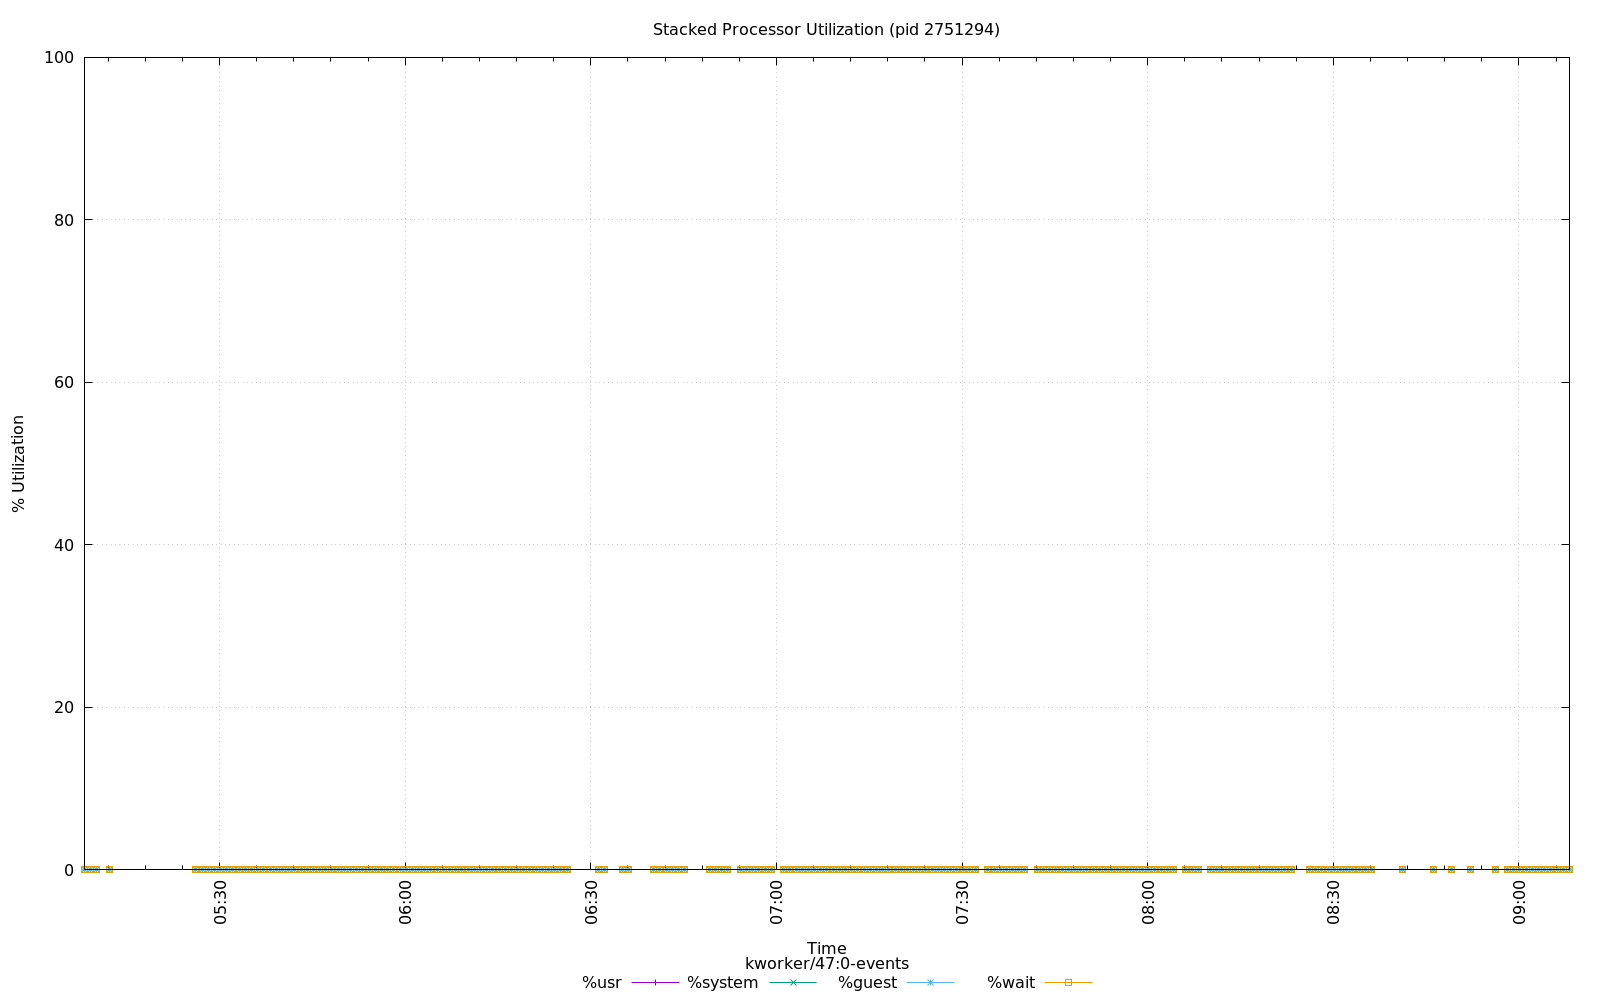 Stacked Processor Utilization (pid 2751294)
100
80
60
40
20
0
% Utilization
05:30
06:00
06:30
07:00
07:30
08:00
08:30
09:00
Time
kworker/47:0-events
%usr %system %guest %wait